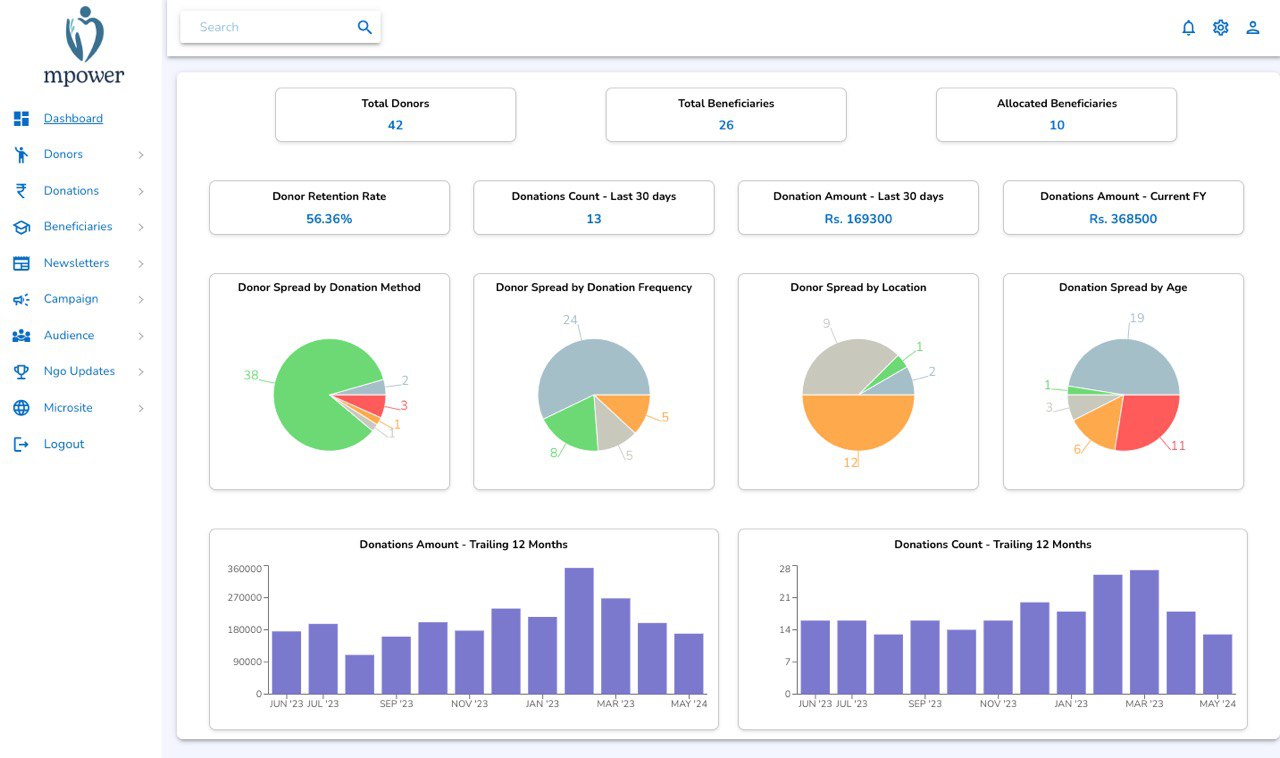 mpower
Search
Dashboard
Donors
Donations
Beneficiaries
Newsletters
Campaign
Audience
Ngo Updates
Microsite
Logout
Total Donors
42
Total Beneficiaries
26
Allocated Beneficiaries
10
Donor Retention Rate
56.36%
Donations Count - Last 30 days
13
Donation Amount - Last 30 days
Rs. 169300
Donations Amount - Current FY
Rs. 368500
Donor Spread by Donation Method
38
2
3
1
1
Donor Spread by Donation Frequency
24
5
8
5
Donor Spread by Location
9
1
2
12
Donation Spread by Age
19
1
3
6
11
Donations Amount - Trailing 12 Months
360000
270000
180000
90000
0
JUN '23 JUL '23 SEP '23 NOV '23 JAN '23 MAR '23 MAY '24
Donations Count - Trailing 12 Months
28
21
14
7
0
JUN '23 JUL '23 SEP '23 NOV '23 JAN '23 MAR '23 MAY '24